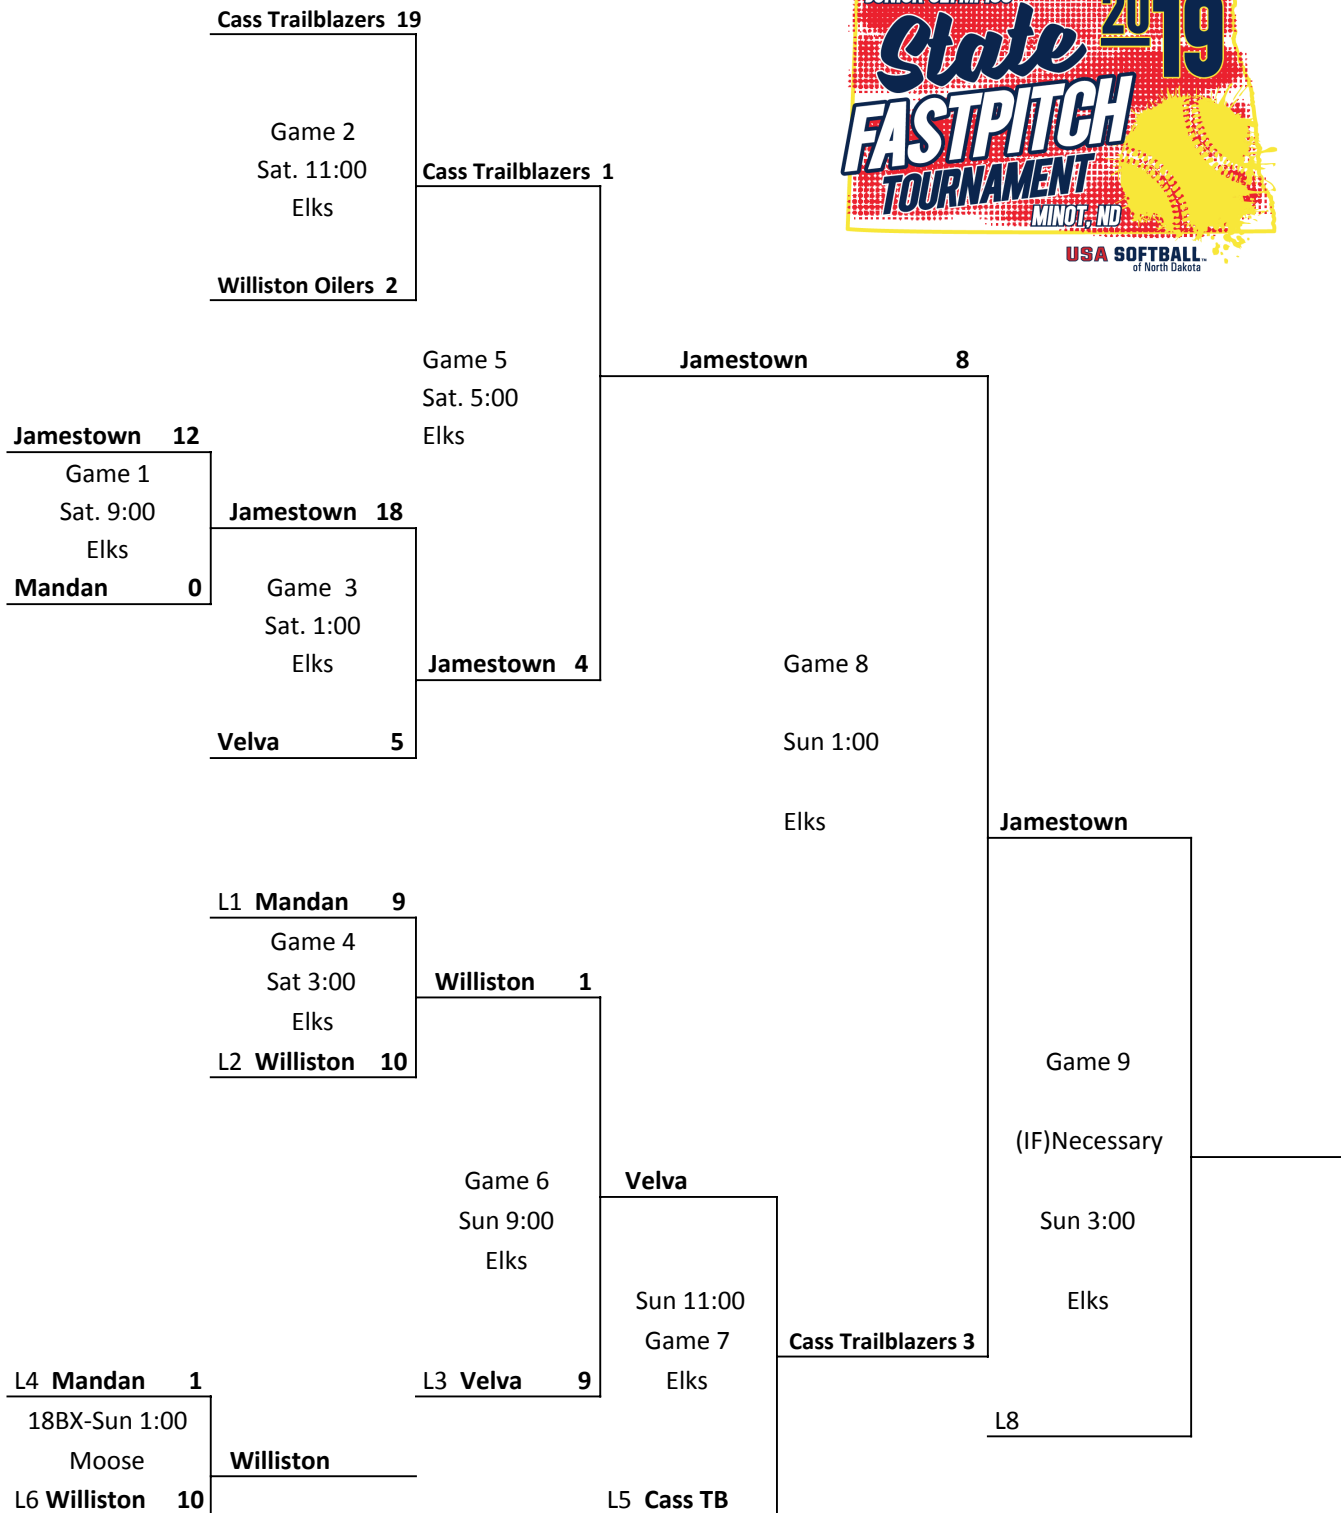 Cass Trailblazers 19
State
20
19
FASTPITCH
TOURNAMENT
MINOT, ND
USA SOFTBALL
of North Dakota
Game 2
Sat. 11:00
Elks
Cass Trailblazers 1
Williston Oilers 2
Game 5
Sat. 5:00
Elks
Jamestown 8
Jamestown 12
Game 1
Sat. 9:00
Elks
Mandan 0
Jamestown 18
Game 3
Sat. 1:00
Elks
Jamestown 4
Velva 5
Game 8
Sun 1:00
Elks
Jamestown
L1 Mandan 9
Game 4
Sat 3:00
Elks
L2 Williston 10
Williston 1
Game 6
Sun 9:00
Elks
Velva
Game 9
(IF)Necessary
Sun 3:00
Elks
Sun 11:00
Game 7
Elks
Cass Trailblazers 3
L3 Velva 9
L4 Mandan 1
18BX-Sun 1:00
Moose
L6 Williston 10
Williston
L5 Cass TB
L8